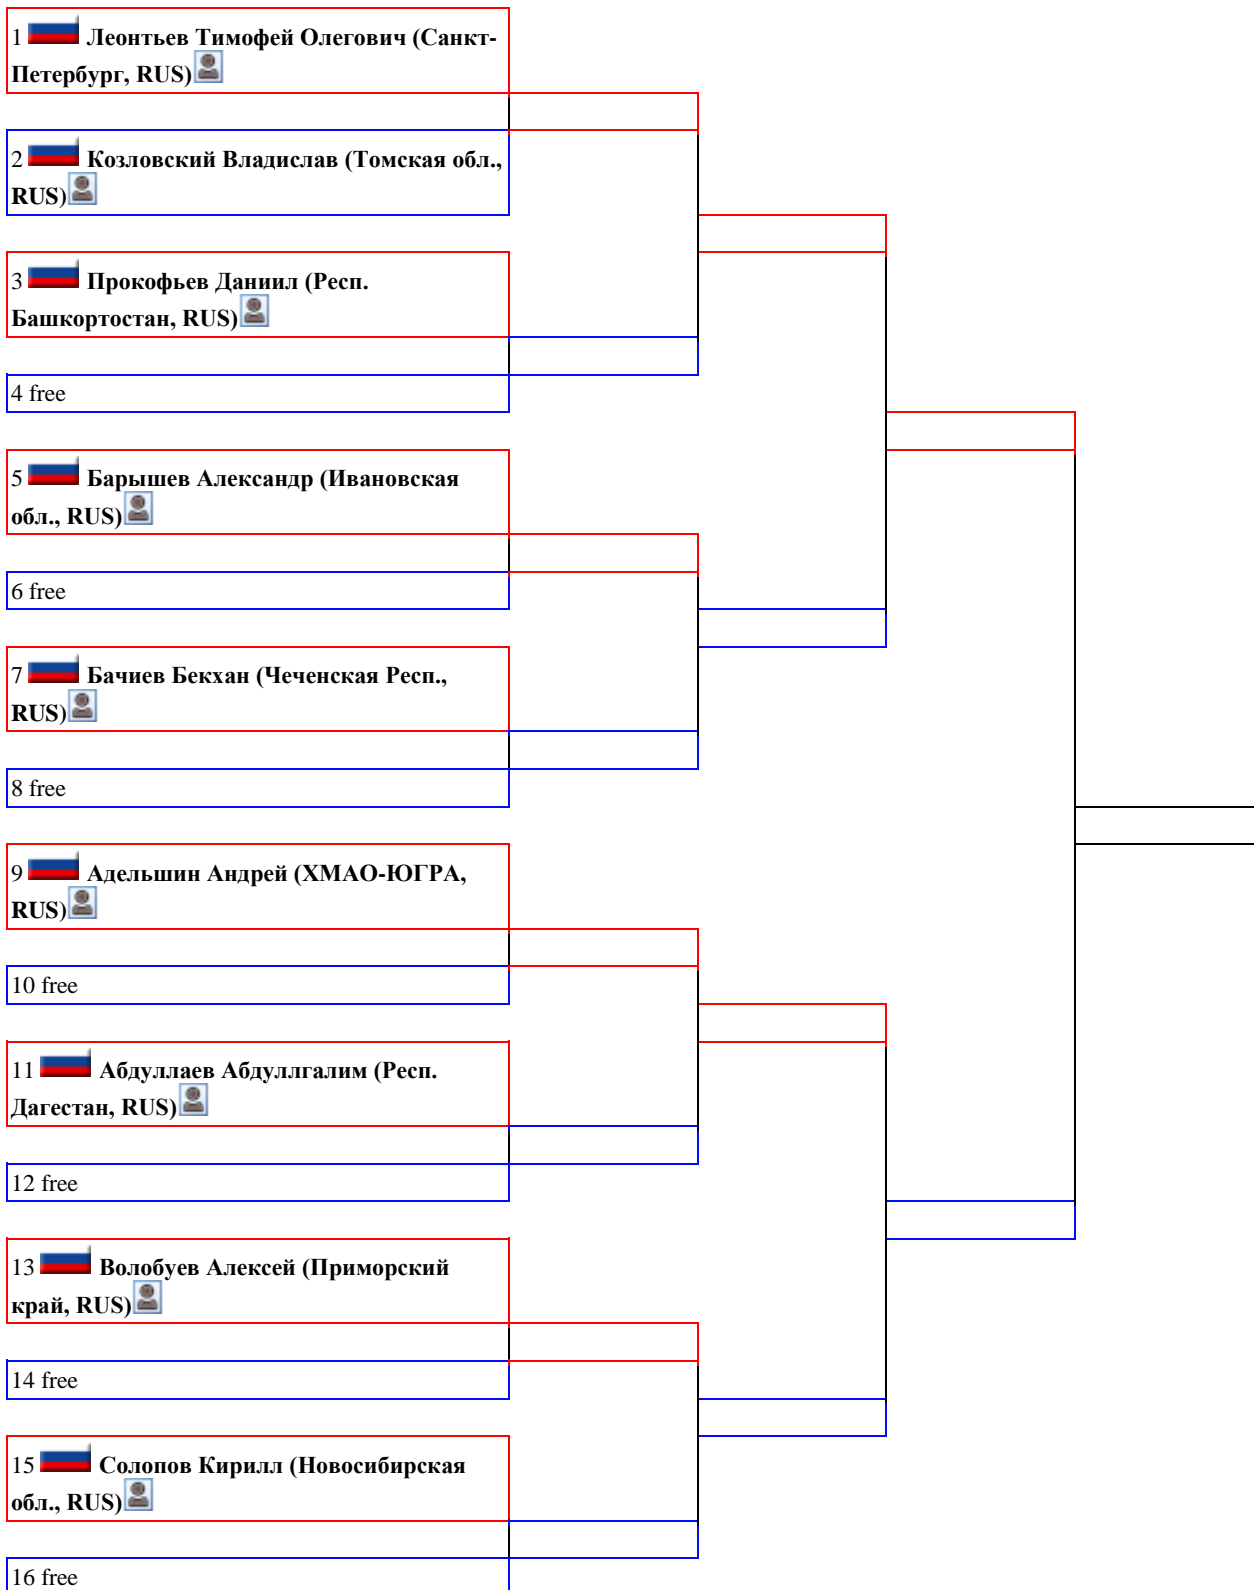 1 Леонтьев Тимофей Олегович (Санкт-
Петербург, RUS)
2 Козловский Владислав (Томская обл.,
RUS)
3 Прокофьев Даниил (Респ.
Башкортостан, RUS)
4 free
5 Барышев Александр (Ивановская
обл., RUS)
6 free
7 Бачиев Бекхан (Чеченская Респ.,
RUS)
8 free
9 Адельшин Андрей (ХМАО-ЮГРА,
RUS)
10 free
11 Абдуллаев Абдуллгалим (Респ.
Дагестан, RUS)
12 free
13 Волобуев Алексей (Приморский
край, RUS)
14 free
15 Солопов Кирилл (Новосибирская
обл., RUS)
16 free